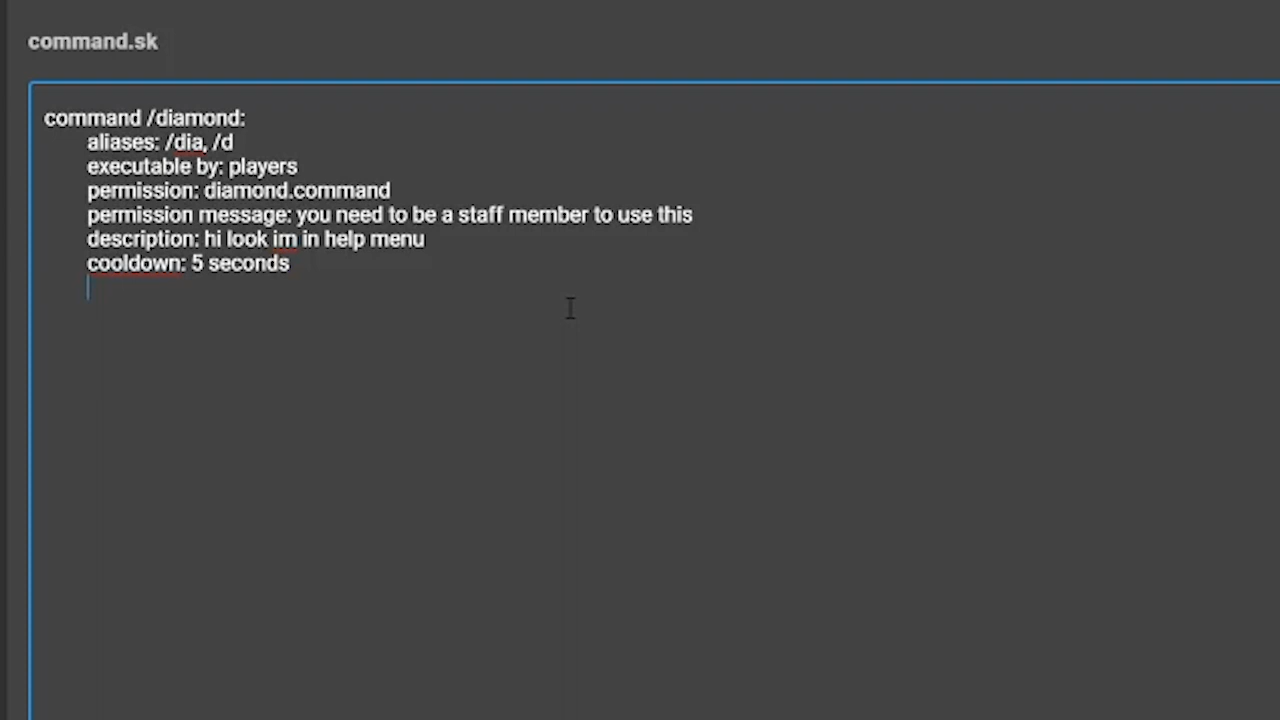 command.sk
command /diamond:
aliases: /dia, /d
executable by: players
permission: diamond.command
permission message: you need to be a staff member to use this
description: hi look im in help menu
cooldown: 5 seconds